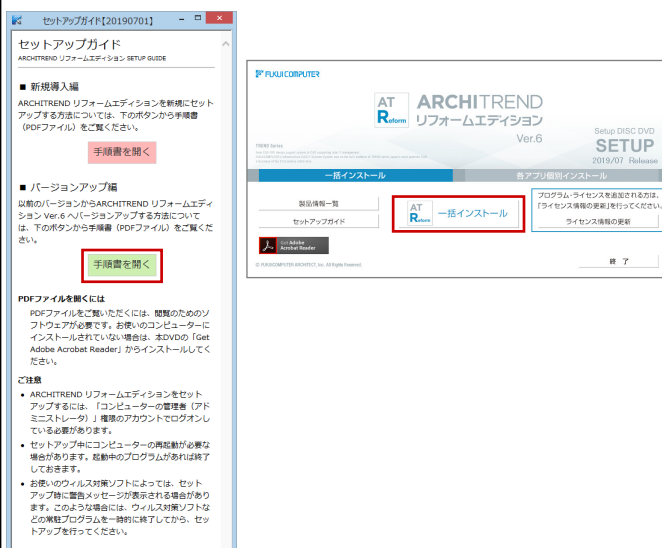 セットアップガイド【20190701】
セットアップガイド
ARCHITREND リフォームエディション SETUP GUIDE
■ 新規導入編
ARCHITREND リフォームエディションを新規にセット
アップする方法については、下のボタンから手順書
（PDFファイル）をご覧ください。
手順書を開く
■ バージョンアップ編
以前のバージョンからARCHITREND リフォームエディ
ション Ver.6 へバージョンアップする方法について
は、下のボタンから手順書（PDFファイル）をご覧くだ
さい。
手順書を開く
PDFファイルを開くには
PDFファイルをご覧いただくには、閲覧のためのソ
フトウェアが必要です。お使いのコンピューターに
インストールされていない場合は、本DVDの「Get
Adobe Acrobat Reader」からインストールしてく
ださい。
ご注意
• ARCHITREND リフォームエディションをセット
アップするには、「コンピューターの管理者（アド
ミニストレータ）」権限のアカウントでログオンし
ている必要があります。
• セットアップ中にコンピューターの再起動が必要な
場合があります。起動中のプログラムがあれば終了
しておきます。
• お使いのウィルス対策ソフトによっては、セット
アップ時に警告メッセージが表示される場合があり
ます。このような場合には、ウィルス対策ソフトな
どの常駐プログラムを一時的に終了してから、セッ
トアップを行ってください。
FUKUI COMPUTER
AT
Reform
ARCHITREND
リフォームエディション
Ver.6
Setup DISC DVD
SETUP
2019/07 Release
TREND Series
一括インストール
各アプリ個別インストール
製品情報一覧
セットアップガイド
AT
Reform
一括インストール
プログラム・ライセンスを追加される方は、
「ライセンス情報の更新」を行ってください。
ライセンス情報の更新
Get Adobe
Acrobat Reader
© FUKUICOMPUTER ARCHITECT, Inc. All Rights Reserved.
終 了